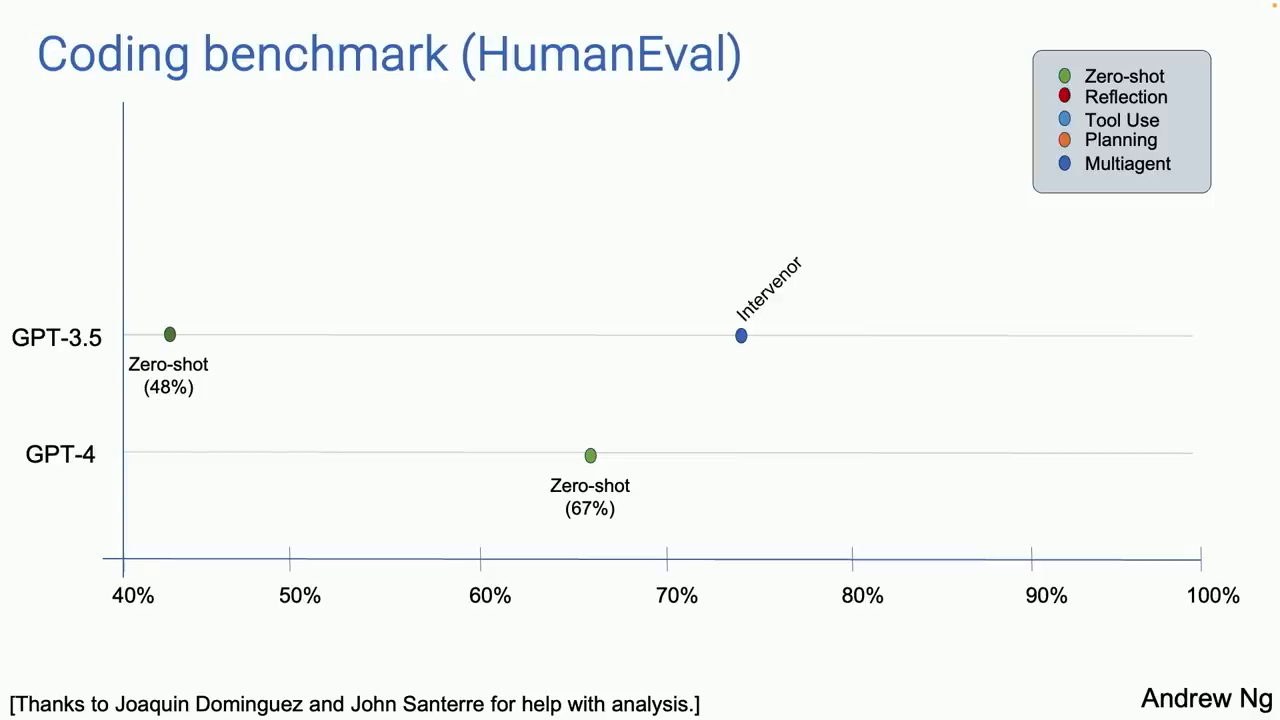 Coding benchmark (HumanEval)
Zero-shot
Reflection
Tool Use
Planning
Multiagent
Intervenor
GPT-3.5
Zero-shot
(48%)
GPT-4
Zero-shot
(67%)
40%
50%
60%
70%
80%
90%
100%
[Thanks to Joaquin Dominguez and John Santerre for help with analysis.]
Andrew Ng